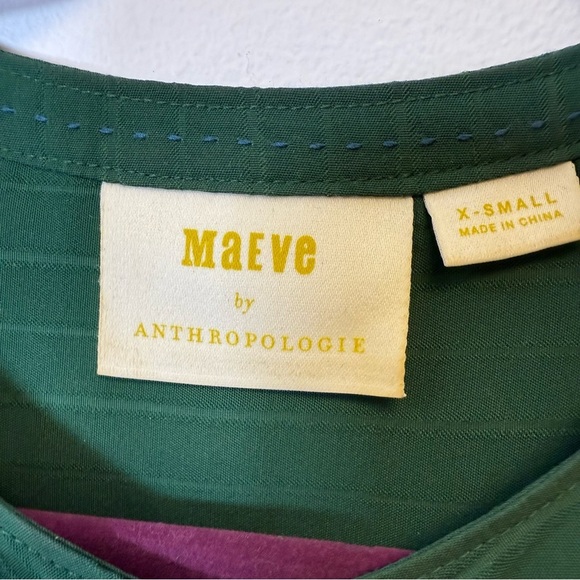 MaEve
by
ANTHROPOLOGIE
X-SMALL
MADE IN CHINA